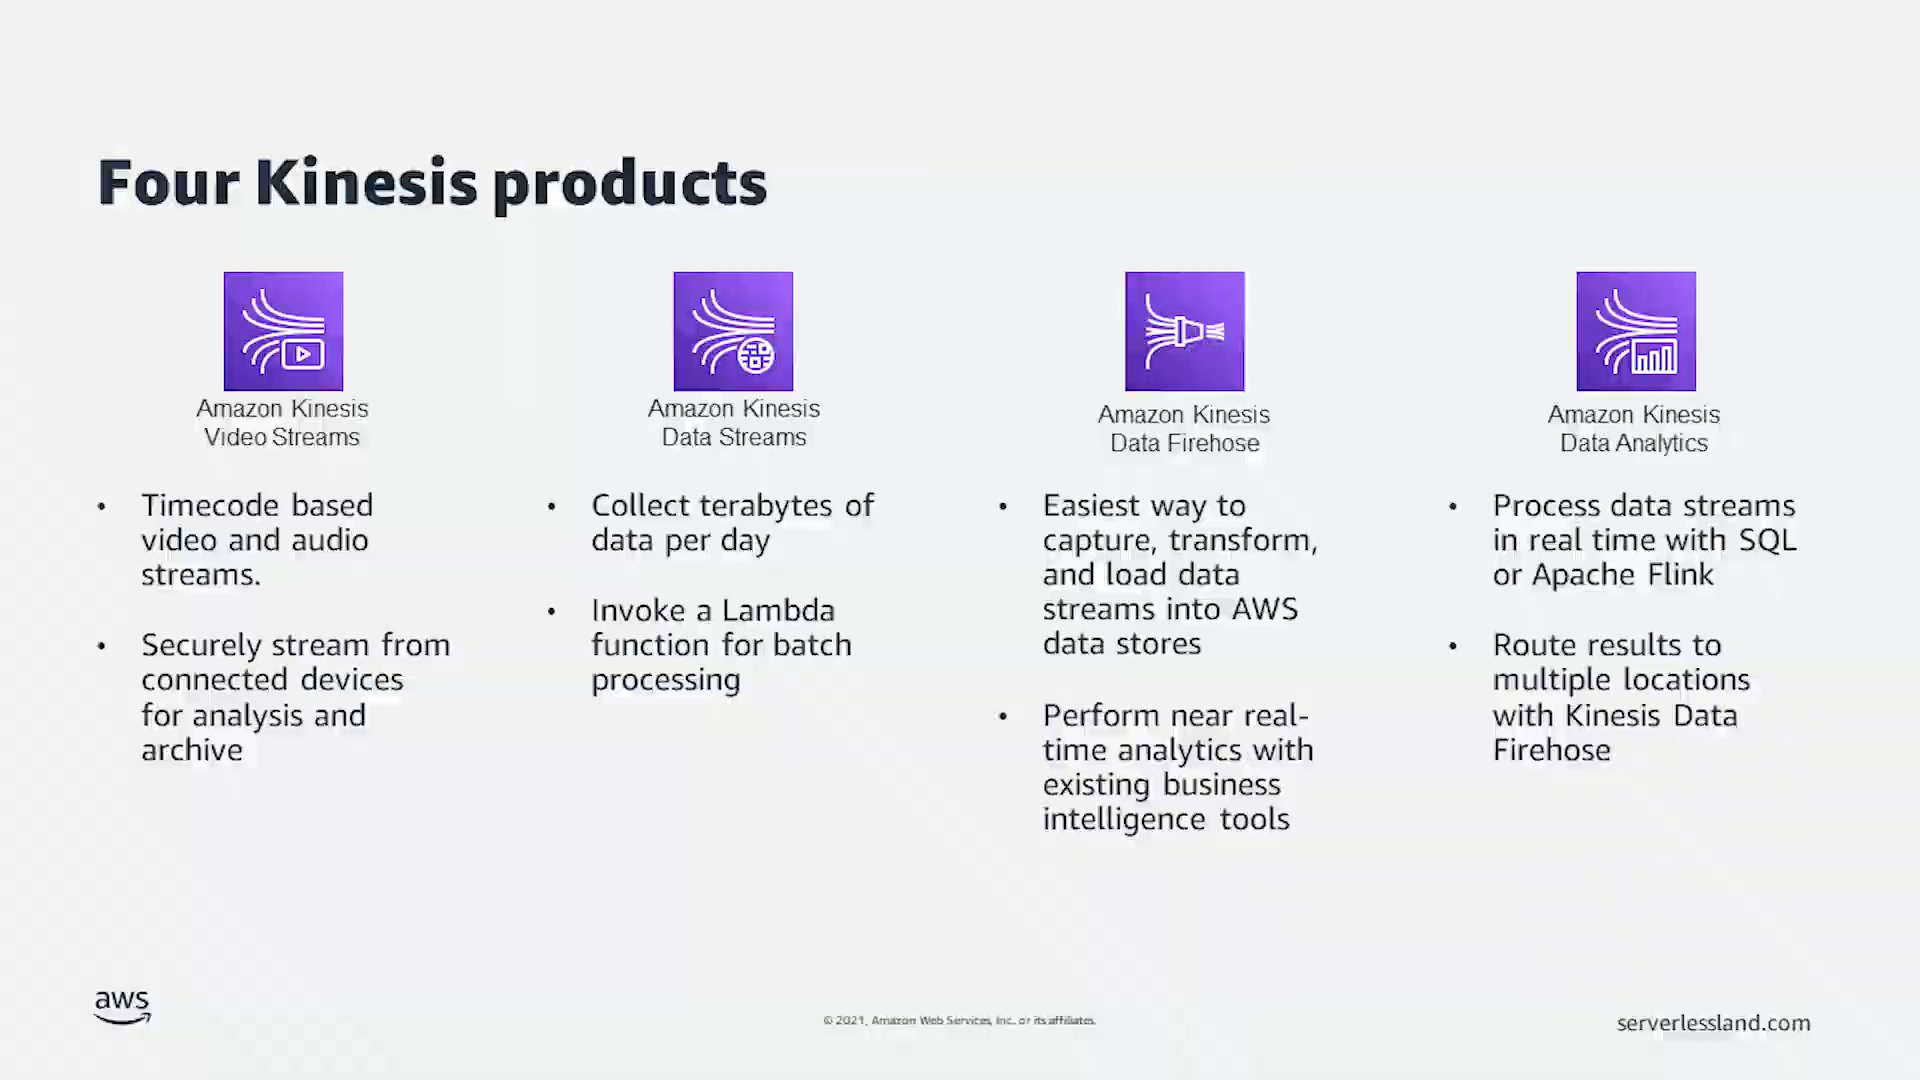 Four Kinesis products
Amazon Kinesis
Video Streams
• Timecode based
video and audio
streams.
• Securely stream from
connected devices
for analysis and
archive
Amazon Kinesis
Data Streams
• Collect terabytes of
data per day
• Invoke a Lambda
function for batch
processing
Amazon Kinesis
Data Firehose
• Easiest way to
capture, transform,
and load data
streams into AWS
data stores
• Perform near real-
time analytics with
existing business
intelligence tools
Amazon Kinesis
Data Analytics
• Process data streams
in real time with SQL
or Apache Flink
• Route results to
multiple locations
with Kinesis Data
Firehose
aws
© 2021, Amazon Web Services, Inc. or its affiliates.
serverlessland.com